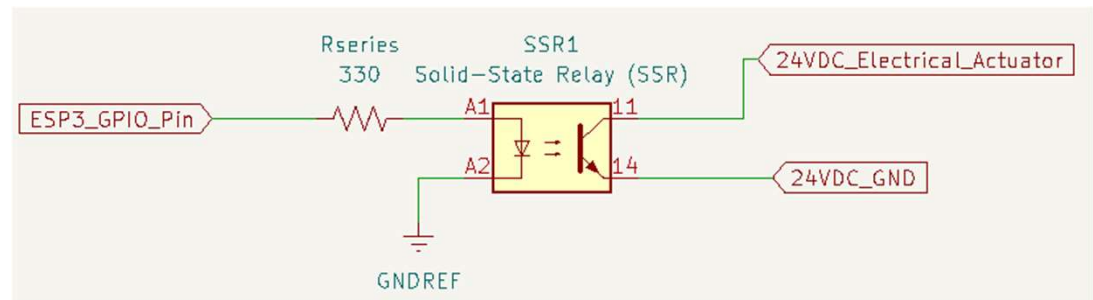 Rseries
330
SSR1
Solid-State Relay (SSR)
24VDC_Electrical_Actuator
ESP3_GPIO_Pin
A1
11
A2
14
24VDC_GND
GNDREF